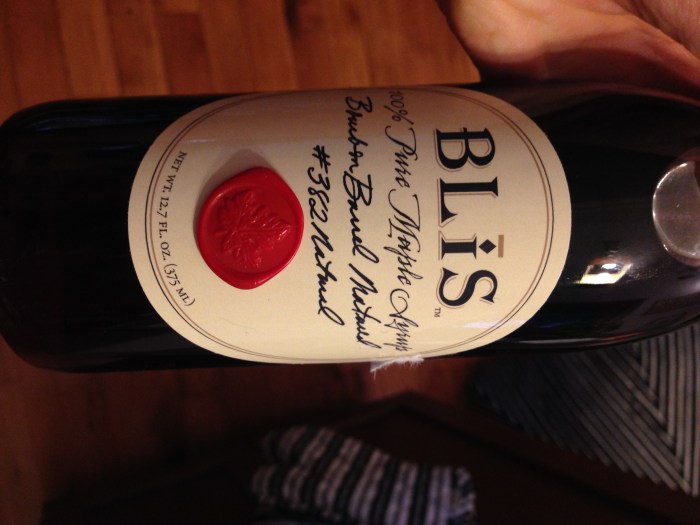 BLiS™
100% Pure Maple Syrup
Bourbon Barrel Matured
#382 Natural
NET WT. 12.7 FL. OZ. (375 ML)